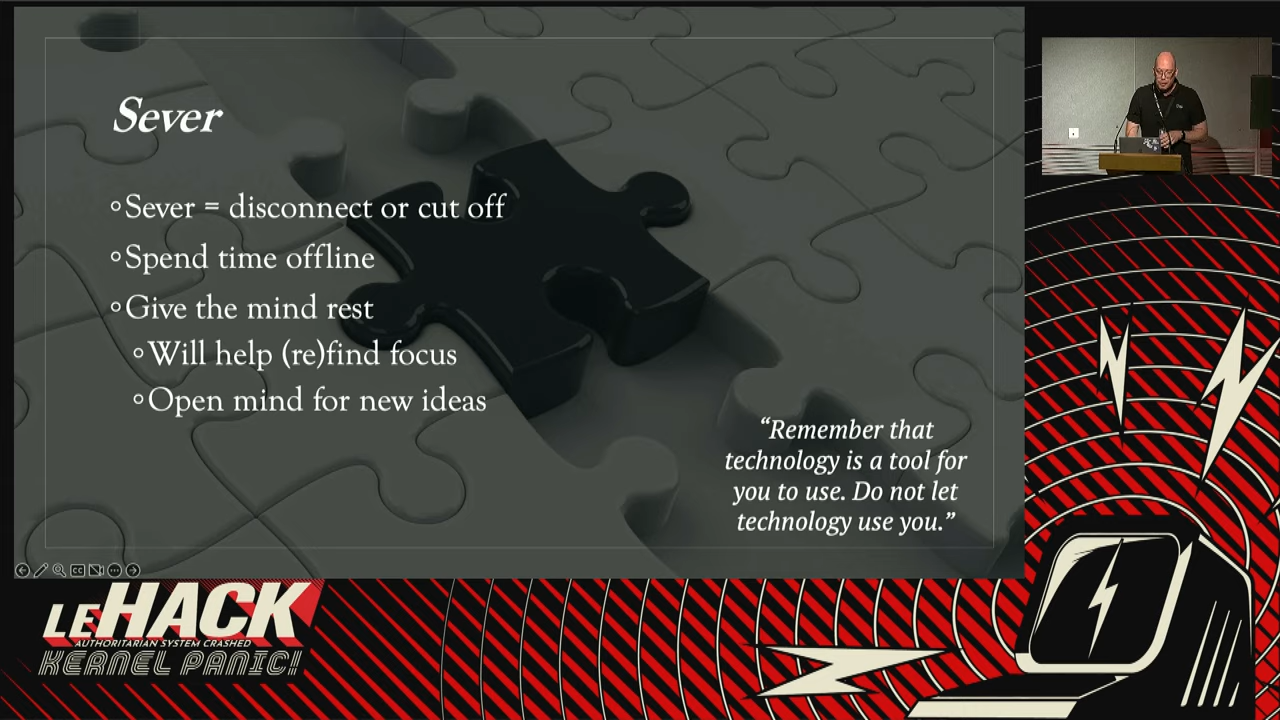 Sever
Sever = disconnect or cut off
Spend time offline
Give the mind rest
Will help (re)find focus
Open mind for new ideas
“Remember that
technology is a tool for
you to use. Do not let
technology use you.”
CC
LEHACK
AUTHORITARIAN SYSTEM CRASHED
KERNEL PANIC!